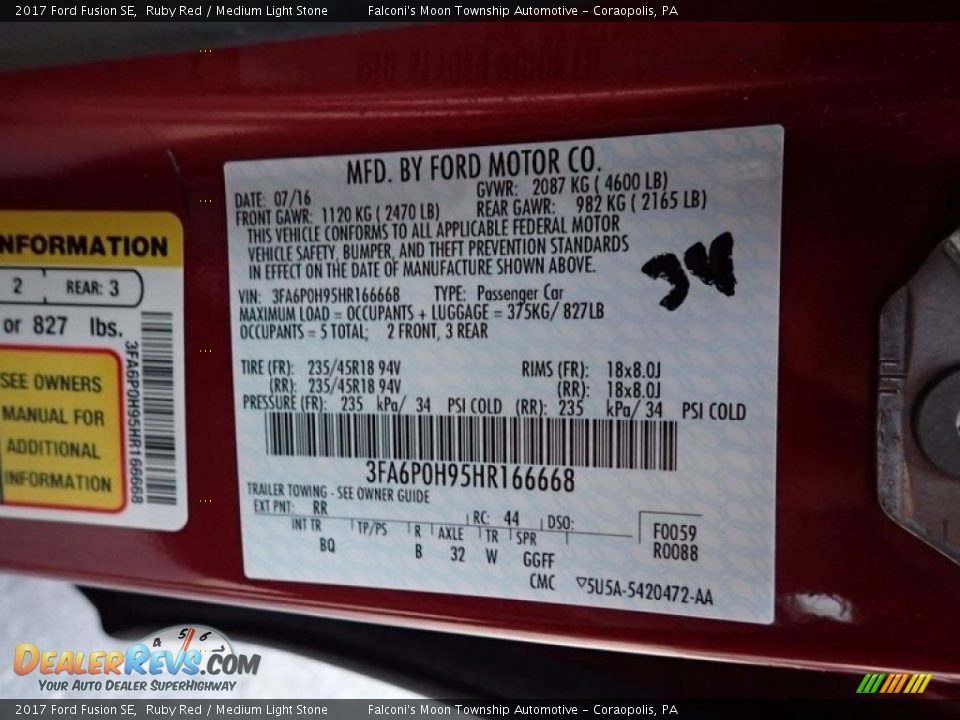 2017 Ford Fusion SE, Ruby Red / Medium Light Stone Falconi's Moon Township Automotive - Coraopolis, PA
MFD. BY FORD MOTOR CO.
DATE: 07/16 GVWR: 2087 KG ( 4600 LB)
FRONT GAWR: 1120 KG ( 2470 LB) REAR GAWR: 982 KG ( 2165 LB)
THIS VEHICLE CONFORMS TO ALL APPLICABLE FEDERAL MOTOR
VEHICLE SAFETY, BUMPER, AND THEFT PREVENTION STANDARDS
IN EFFECT ON THE DATE OF MANUFACTURE SHOWN ABOVE.
VIN: 3FA6P0H95HR166668 TYPE: Passenger Car
MAXIMUM LOAD = OCCUPANTS + LUGGAGE = 375KG/ 827LB
OCCUPANTS = 5 TOTAL; 2 FRONT, 3 REAR
TIRE (FR): 235/45R18 94V RIMS (FR): 18x8.0J
(RR): 235/45R18 94V (RR): 18x8.0J
PRESSURE (FR): 235 kPa/ 34 PSI COLD (RR): 235 kPa/ 34 PSI COLD
3FA6P0H95HR166668
TRAILER TOWING - SEE OWNER GUIDE
EXT PNT: RR RC: 44 DSO:
INT TR TP/PS R AXLE TR SPR F0059
BQ B 32 W GGFF R0088
CMC ▽5U5A-5420472-AA
NFORMATION
2 REAR: 3
or 827 lbs.
SEE OWNERS
MANUAL FOR
ADDITIONAL
INFORMATION
3FA6P0H95HR166668
4 5 6
DealerRevs.com
Your Auto Dealer SuperHighway
2017 Ford Fusion SE, Ruby Red / Medium Light Stone Falconi's Moon Township Automotive - Coraopolis, PA